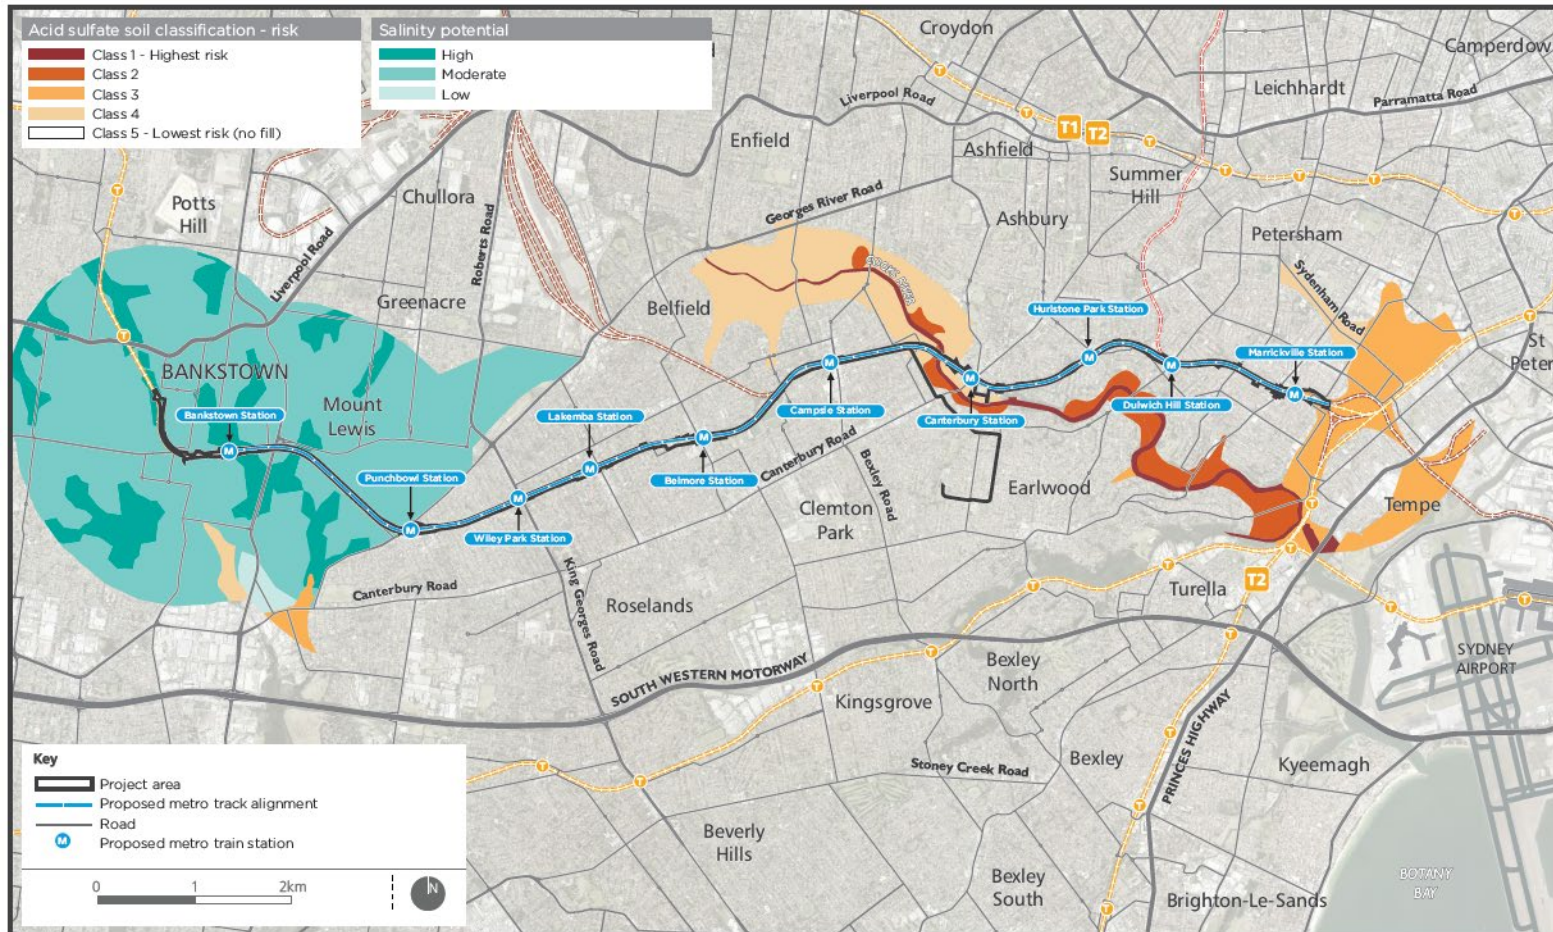 Acid sulfate soil classification - risk
Class 1 - Highest risk
Class 2
Class 3
Class 4
Class 5 - Lowest risk (no fill)
Salinity potential
High
Moderate
Low
Croydon
Camperdow
Leichhardt
Parramatta Road
Liverpool Road
T1
T2
Enfield
Ashfield
Summer
Hill
Potts
Hill
Chullora
Georges River Road
Ashbury
Petersham
Liverpool Road
Roberts Road
Greenacre
Belfield
COOKS RIVER
Sydenham Road
Hurlstone Park Station
St
Peter
BANKSTOWN
Marrickville Station
Mount
Lewis
Bankstown Station
Lakemba Station
Campsie Station
Canterbury Station
Dulwich Hill Station
Punchbowl Station
Belmore Station
Canterbury Road
Bexley Road
Earlwood
Clemton
Park
Tempe
Wiley Park Station
King Georges Road
Canterbury Road
Roselands
Turella
T2
SOUTH WESTERN MOTORWAY
Bexley
North
SYDNEY
AIRPORT
Kingsgrove
PRINCES HIGHWAY
Stoney Creek Road
Bexley
Kyeemagh
Beverly
Hills
Bexley
South
Brighton-Le-Sands
BOTANY
BAY
Key
Project area
Proposed metro track alignment
Road
M
Proposed metro train station
0 1 2km
N